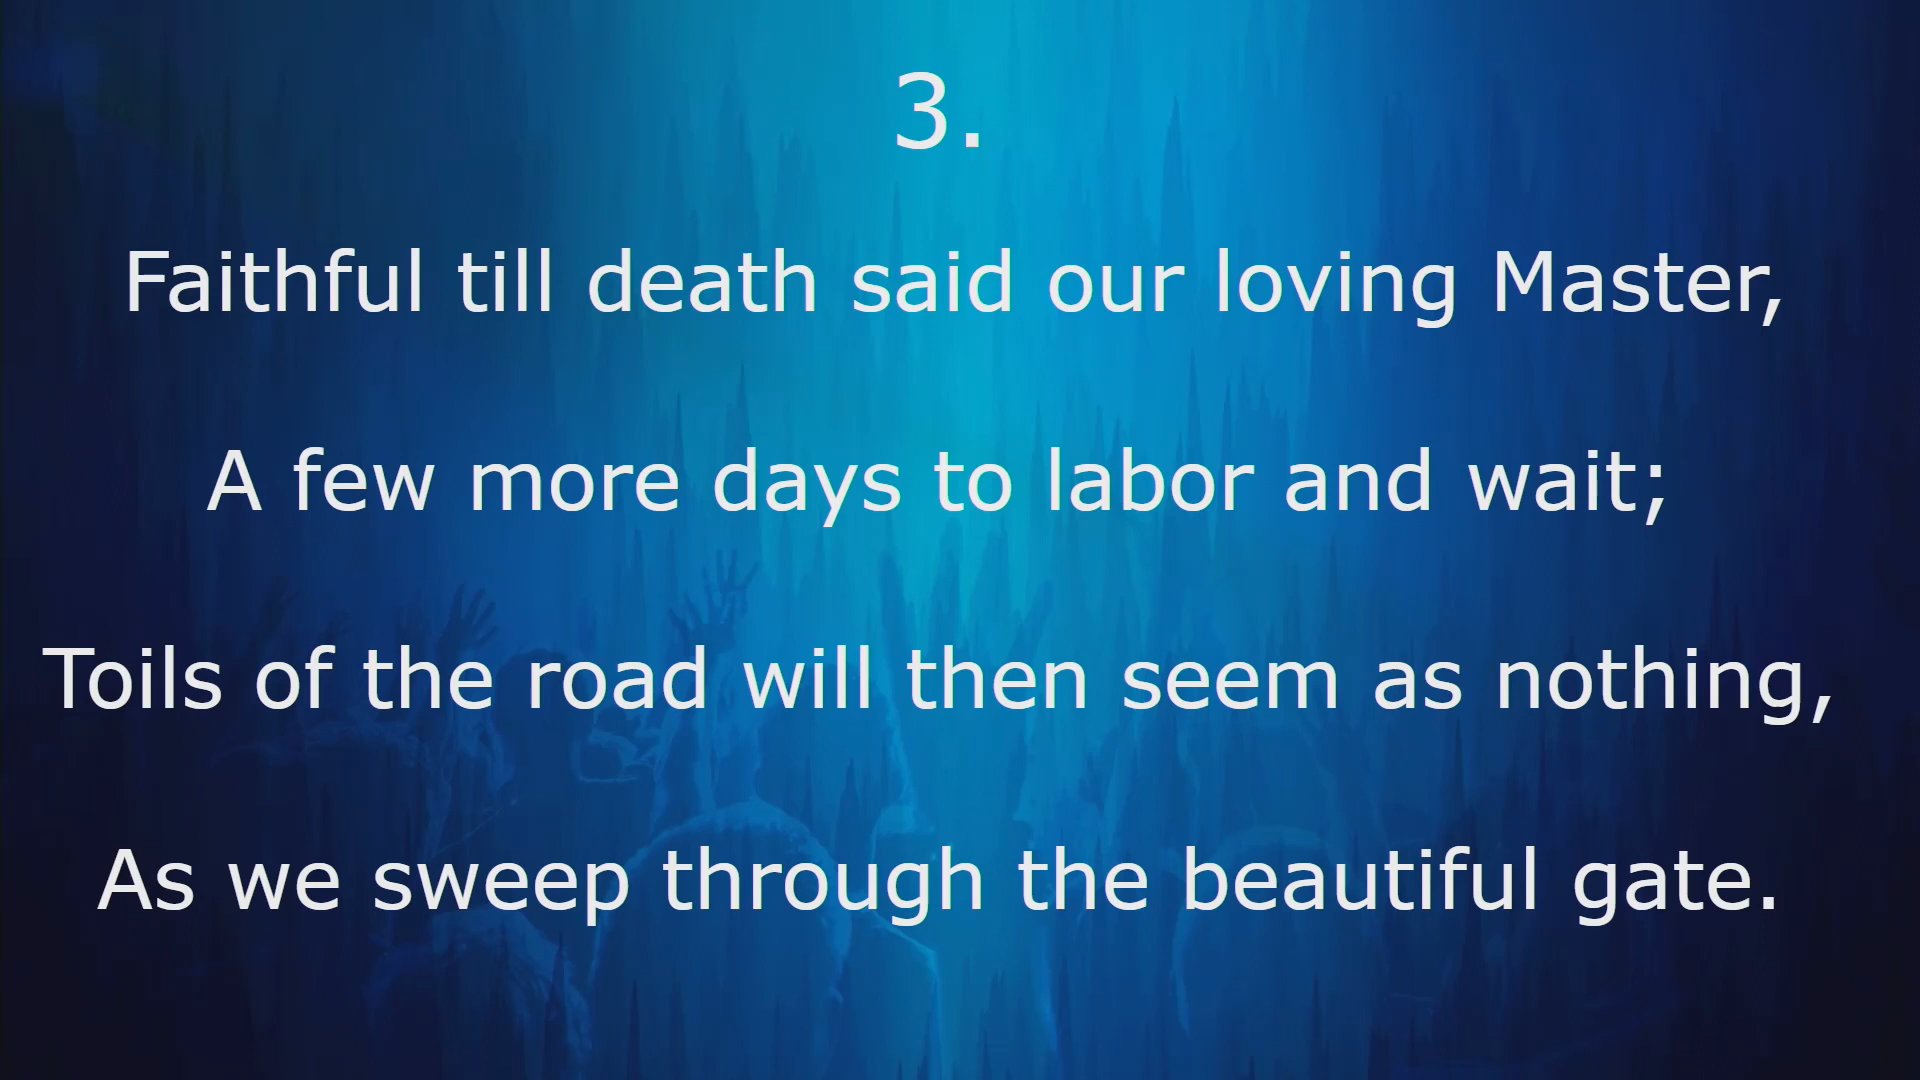 3.
Faithful till death said our loving Master,
A few more days to labor and wait;
Toils of the road will then seem as nothing,
As we sweep through the beautiful gate.